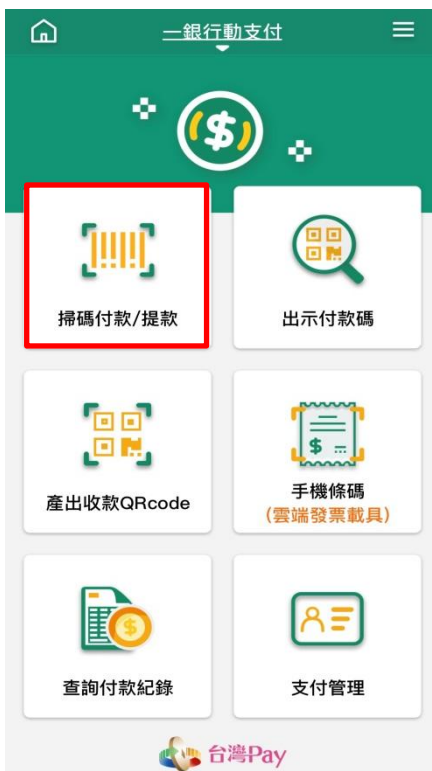 一銀行動支付
掃碼付款/提款
出示付款碼
產出收款QRcode
手機條碼
(雲端發票載具)
查詢付款紀錄
支付管理
台灣Pay